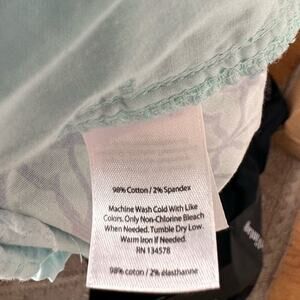 98% Cotton / 2% Spandex
Machine Wash Cold With Like
Colors. Only Non-Chlorine Bleach
When Needed. Tumble Dry Low.
Warm Iron If Needed.
RN 134578
98% cotton / 2% élasthanne